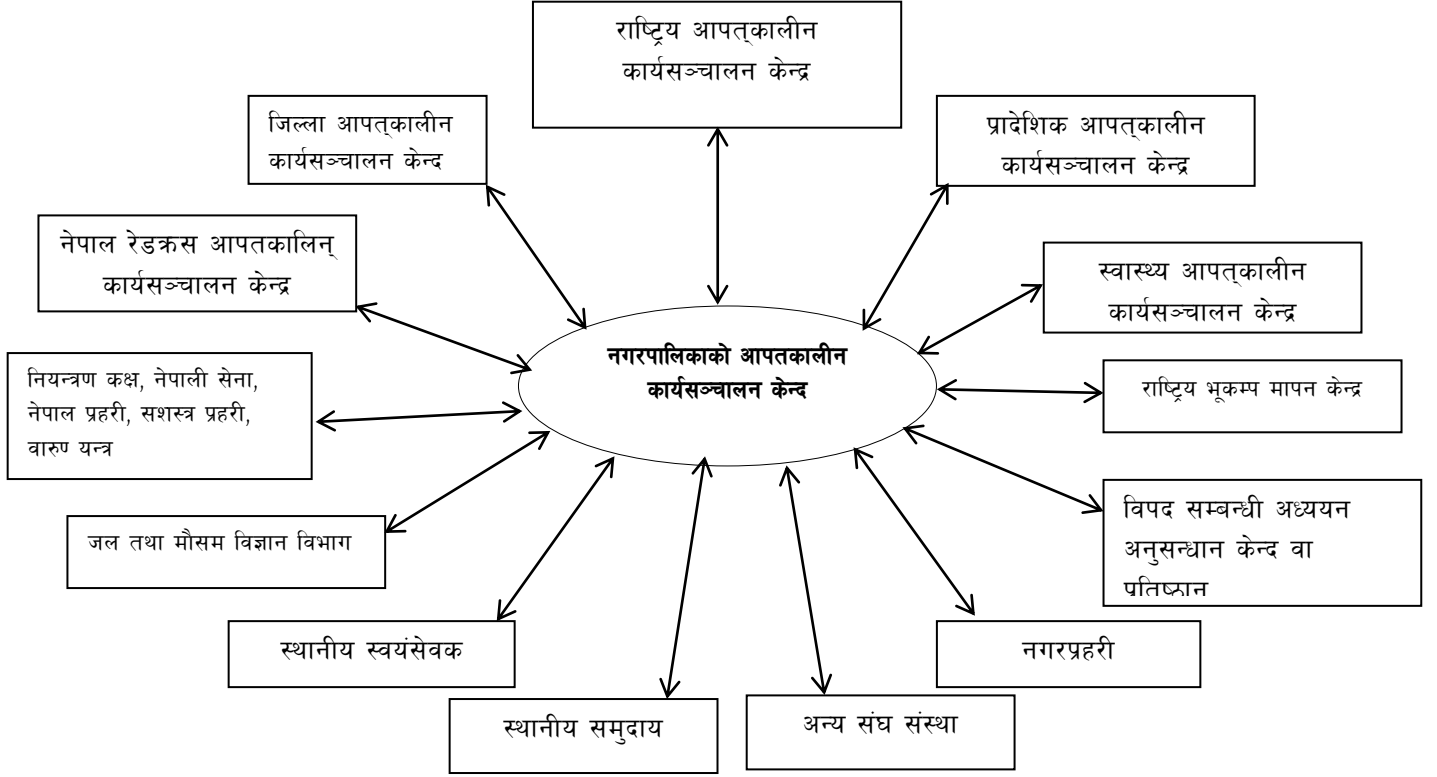 राष्ट्रिय आपत्कालीन
कार्यसञ्चालन केन्द्र
जिल्ला आपत्कालीन
कार्यसञ्चालन केन्द
प्रादेशिक आपत्कालीन
कार्यसञ्चालन केन्द्र
नेपाल रेडक्रस आपतकालिन्
कार्यसञ्चालन केन्द्र
स्वास्थ्य आपत्कालीन
कार्यसञ्चालन केन्द्र
नगरपालिकाको आपतकालीन
कार्यसञ्चालन केन्द
नियन्त्रण कक्ष, नेपाली सेना,
नेपाल प्रहरी, सशस्त्र प्रहरी,
वारुण यन्त्र
राष्ट्रिय भूकम्प मापन केन्द्र
जल तथा मौसम विज्ञान विभाग
विपद सम्बन्धी अध्ययन
अनुसन्धान केन्द वा
प्रतिष्ठान
स्थानीय स्वयंसेवक
नगरप्रहरी
स्थानीय समुदाय
अन्य संघ संस्था